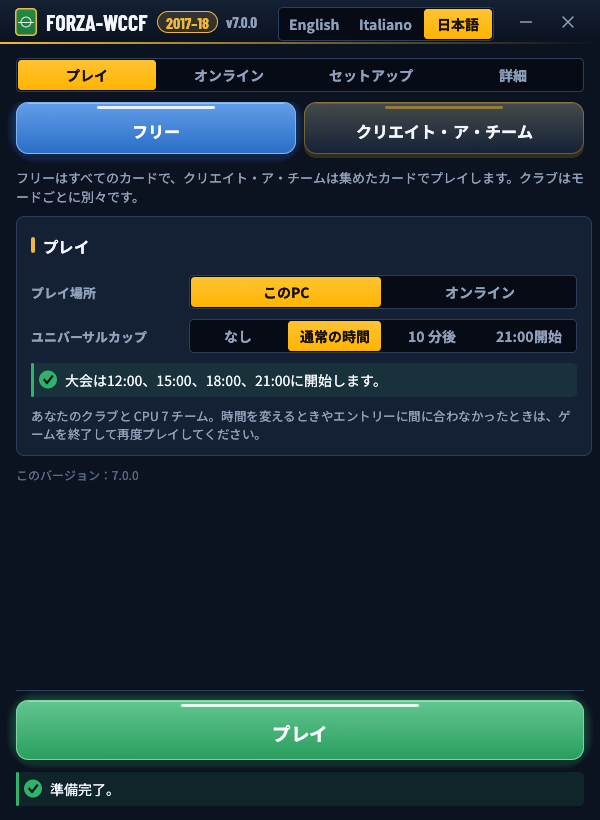 FORZA-WCCF 2017-18 v7.0.0 English Italiano 日本語
プレイ オンライン セットアップ 詳細
フリー クリエイト・ア・チーム
フリーはすべてのカードで、クリエイト・ア・チームは集めたカードでプレイします。クラブはモ
ードごとに別々です。
プレイ
プレイ場所 このPC オンライン
ユニバーサルカップ なし 通常の時間 10 分後 21:00開始
大会は12:00、15:00、18:00、21:00に開始します。
あなたのクラブと CPU 7 チーム。時間を変えるときやエントリーに間に合わなかったときは、ゲ
ームを終了して再度プレイしてください。
このバージョン：7.0.0
プレイ
準備完了。